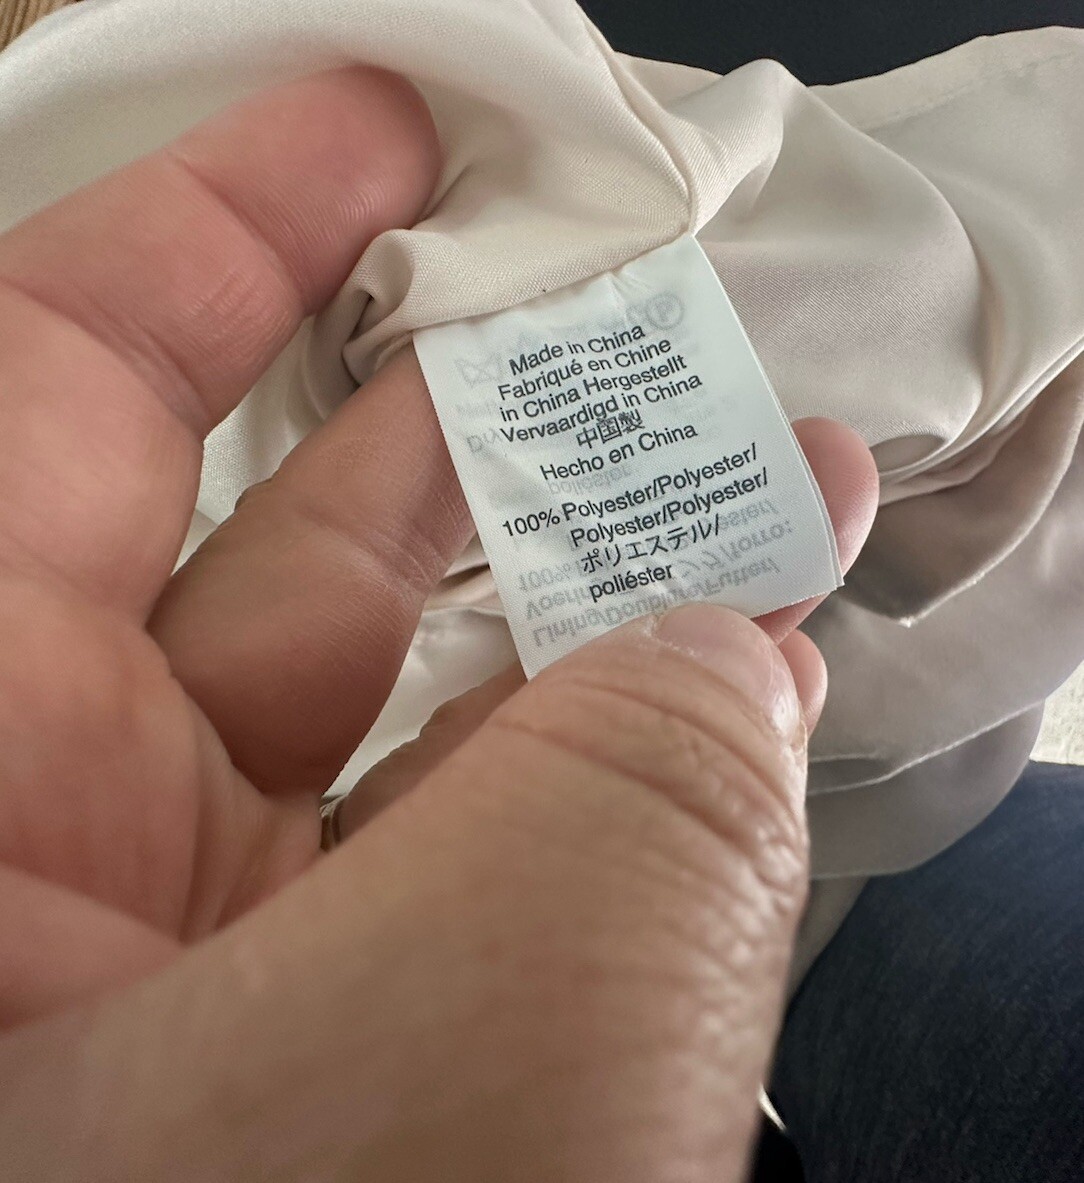 Made in China
Fabriqué en Chine
in China Hergestellt
Vervaardigd in China
中国製
Hecho en China
100% Polyester/Polyester/
Polyester/Polyester/
ポリエステル/
poliéster